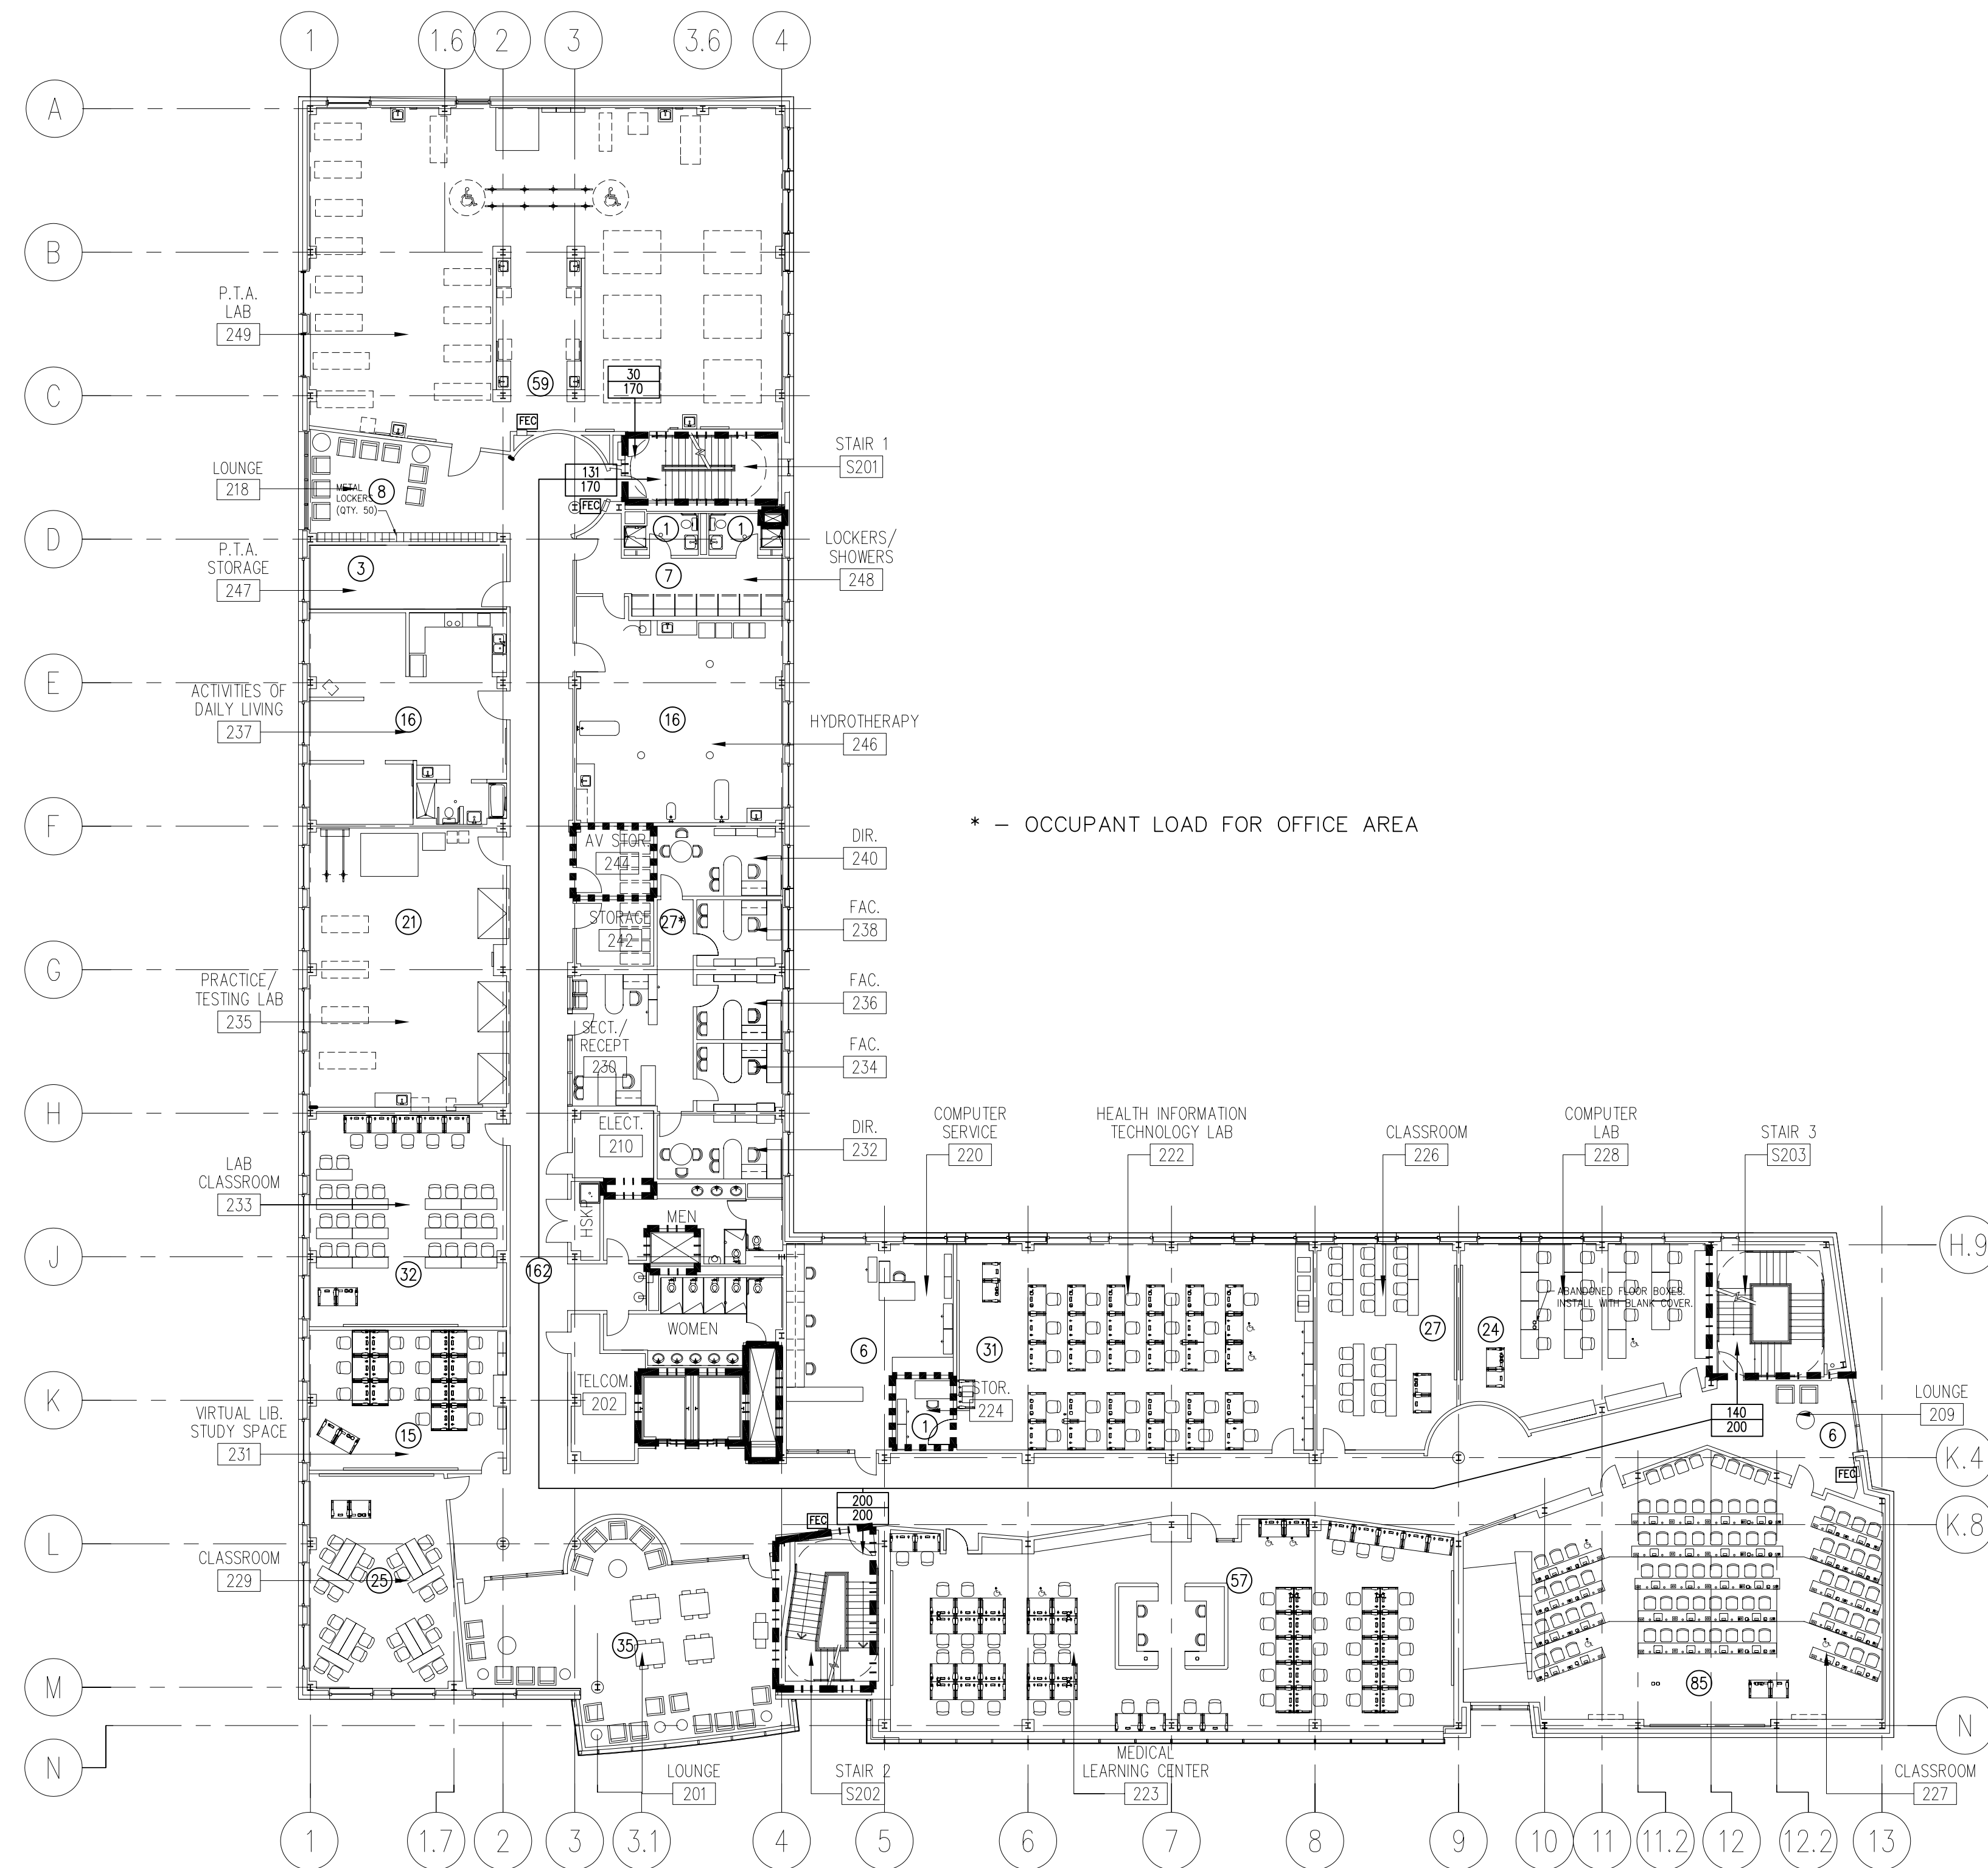 1
1.6
2
3
3.6
4
A
B
P.T.A.
LAB
249
C
59
30
170
FEC
STAIR 1
S201
LOUNGE
218
METAL
LOCKERS
(QTY. 50)
8
131
170
FEC
D
1
1
LOCKERS/
SHOWERS
248
P.T.A.
STORAGE
247
3
7
E
ACTIVITIES OF
DAILY LIVING
237
16
16
HYDROTHERAPY
246
F
* – OCCUPANT LOAD FOR OFFICE AREA
AV STOR.
244
DIR.
240
21
STORAGE
242
27*
FAC.
238
G
PRACTICE/
TESTING LAB
235
FAC.
236
SECT./
RECEPT
230
FAC.
234
H
ELECT.
210
DIR.
232
COMPUTER
SERVICE
220
HEALTH INFORMATION
TECHNOLOGY LAB
222
CLASSROOM
226
COMPUTER
LAB
228
STAIR 3
S203
LAB
CLASSROOM
233
HSKP
MEN
J
32
162
H.9
ABANDONED FLOOR BOXES.
INSTALL WITH BLANK COVER.
WOMEN
6
31
27
24
K
TELCOM.
202
STOR.
224
1
LOUNGE
209
140
200
6
VIRTUAL LIB.
STUDY SPACE
231
15
K.4
FEC
200
200
FEC
K.8
L
CLASSROOM
229
25
57
35
85
M
N
N
LOUNGE
201
STAIR 2
S202
MEDICAL
LEARNING CENTER
223
CLASSROOM
227
1
1.7
2
3
3.1
4
5
6
7
8
9
10
11
11.2
12
12.2
13